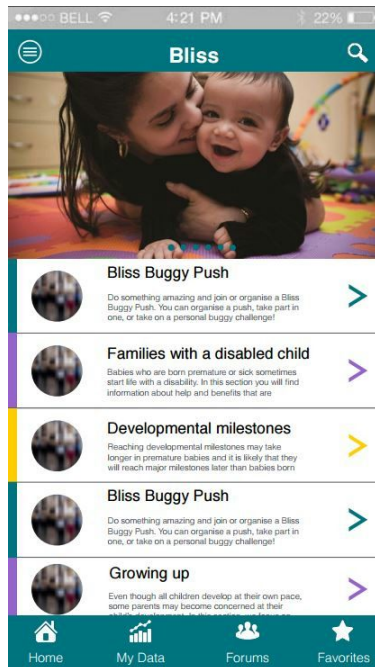 BELL 4:21 PM 22%
Bliss
Bliss Buggy Push
Do something amazing and join or organise a Bliss
Buggy Push. You can organise a push, take part in
one, or take on a personal buggy challenge!
Families with a disabled child
Babies who are born premature or sick sometimes
start life with a disability. In this section you will find
information about help and benefits that are
Developmental milestones
Reaching developmental milestones may take
longer in premature babies and it is likely that they
will reach major milestones later than babies born
Bliss Buggy Push
Do something amazing and join or organise a Bliss
Buggy Push. You can organise a push, take part in
one, or take on a personal buggy challenge!
Growing up
Even though all children develop at their own pace,
some parents may become concerned at their
Home My Data Forums Favorites